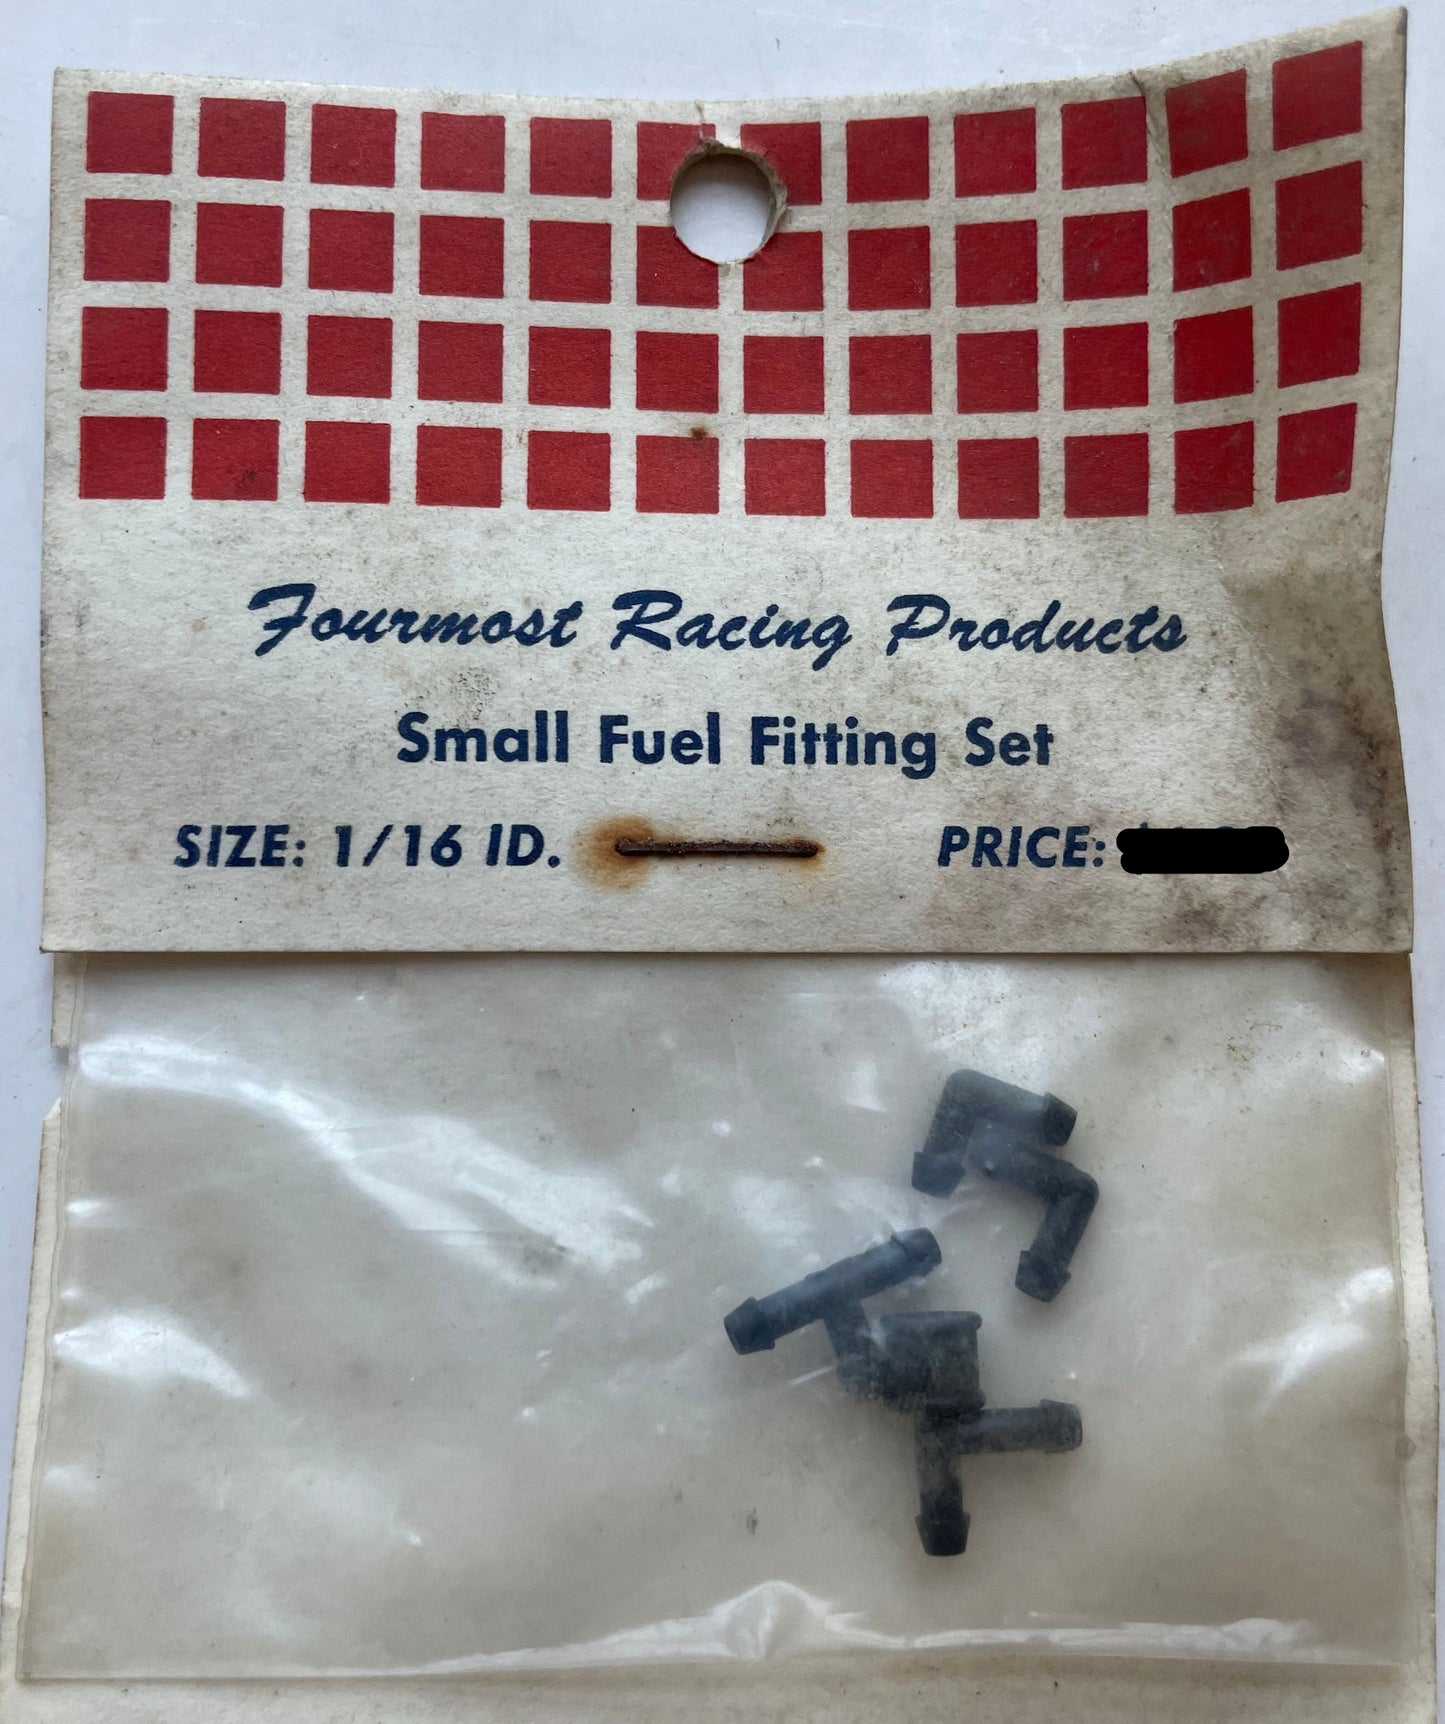 Fourmost Racing Products
Small Fuel Fitting Set
SIZE: 1/16 ID. PRICE: